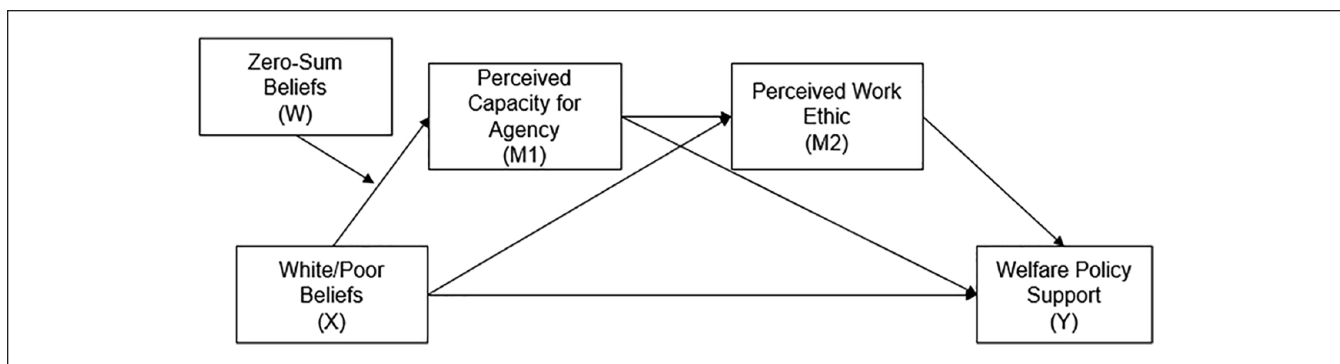 Zero-Sum
Beliefs
(W)
Perceived
Capacity for
Agency
(M1)
Perceived Work
Ethic
(M2)
White/Poor
Beliefs
(X)
Welfare Policy
Support
(Y)